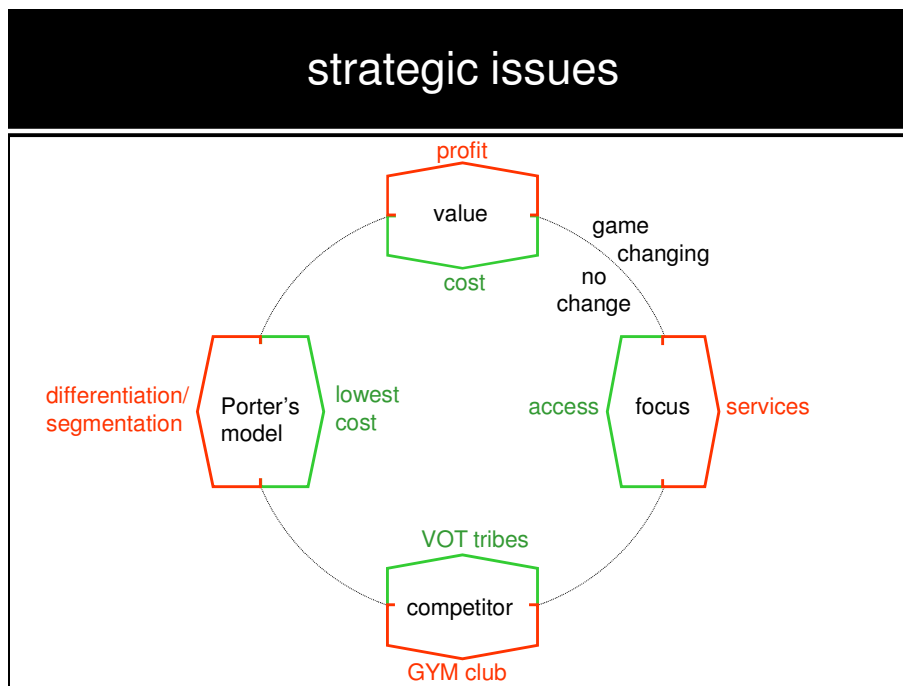 strategic issues
profit
value
cost
game
changing
no
change
differentiation/
segmentation
Porter's
model
lowest
cost
access
focus
services
VOT tribes
competitor
GYM club